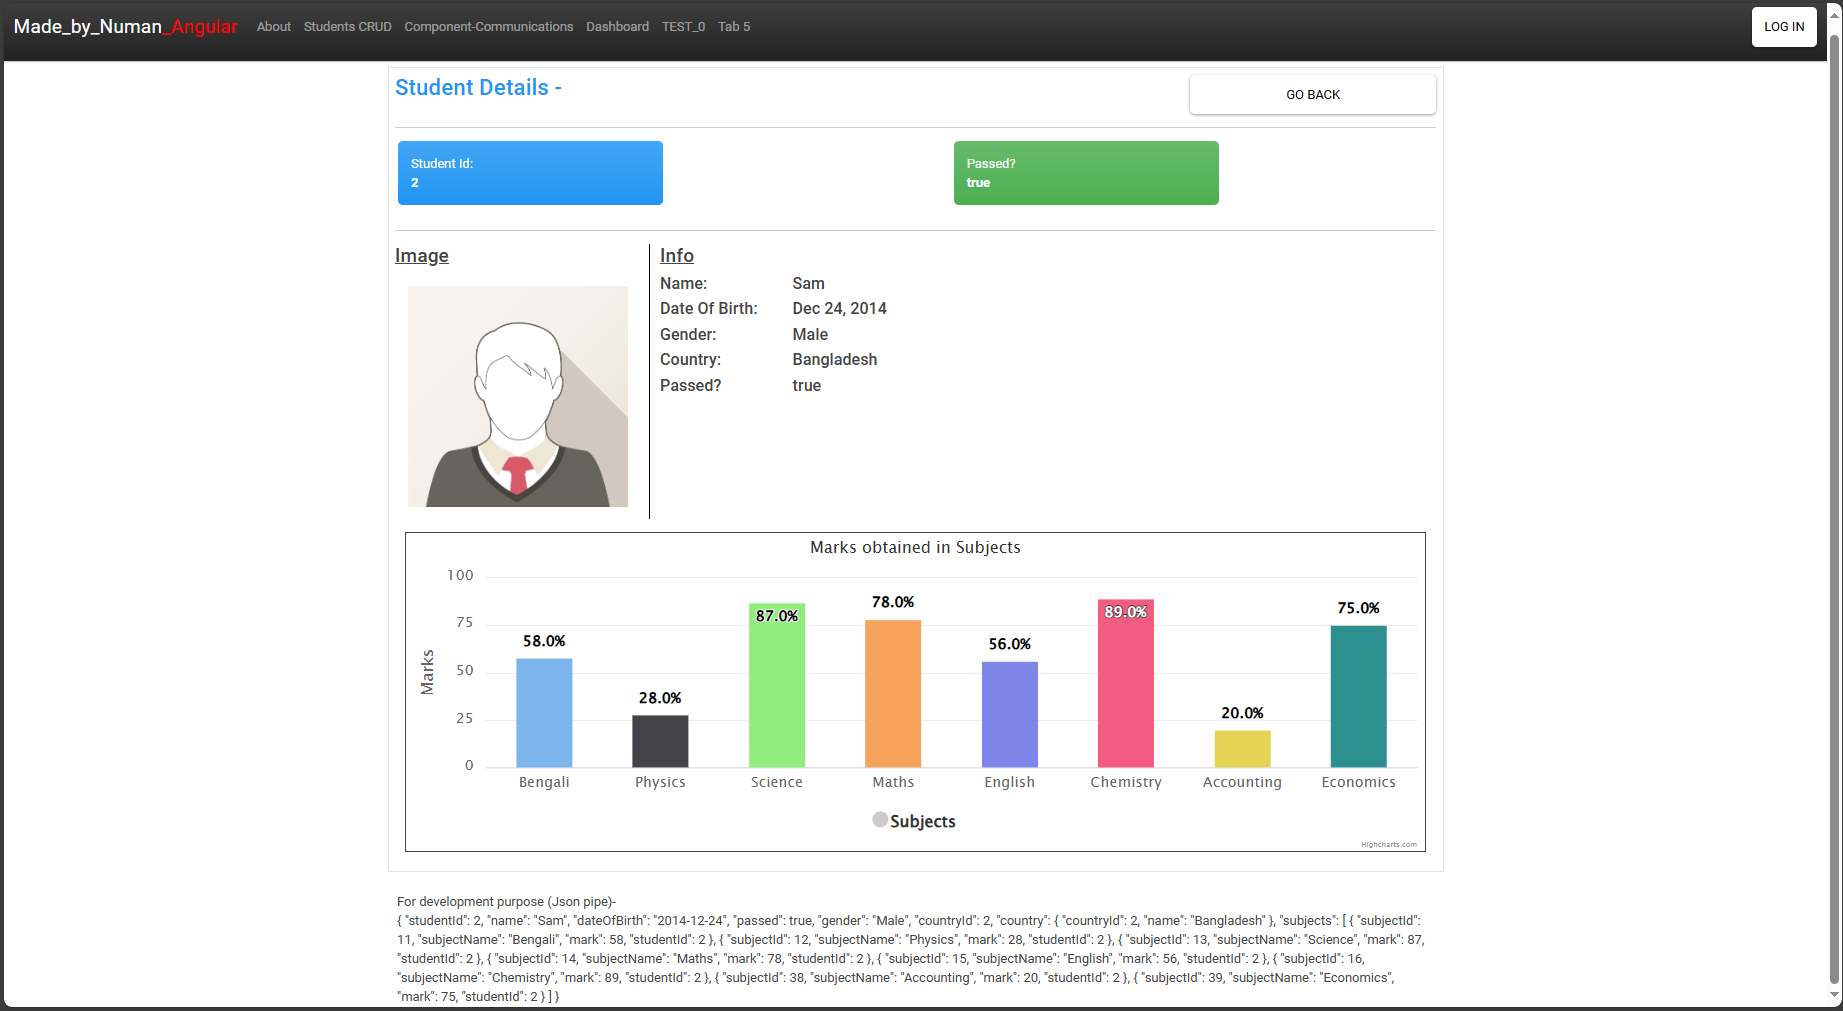 Made_by_Numan_Angular About Students CRUD Component-Communications Dashboard TEST_0 Tab 5 LOG IN
Student Details -
GO BACK
Student Id:
2
Passed?
true
Image
Info
Name: Sam
Date Of Birth: Dec 24, 2014
Gender: Male
Country: Bangladesh
Passed? true
Marks obtained in Subjects
Marks
100
75
50
25
0
58.0%
28.0%
87.0%
78.0%
56.0%
89.0%
20.0%
75.0%
Bengali Physics Science Maths English Chemistry Accounting Economics
Subjects
Highcharts.com
For development purpose (Json pipe)-
{ "studentId": 2, "name": "Sam", "dateOfBirth": "2014-12-24", "passed": true, "gender": "Male", "countryId": 2, "country": { "countryId": 2, "name": "Bangladesh" }, "subjects": [ { "subjectId":
11, "subjectName": "Bengali", "mark": 58, "studentId": 2 }, { "subjectId": 12, "subjectName": "Physics", "mark": 28, "studentId": 2 }, { "subjectId": 13, "subjectName": "Science", "mark": 87,
"studentId": 2 }, { "subjectId": 14, "subjectName": "Maths", "mark": 78, "studentId": 2 }, { "subjectId": 15, "subjectName": "English", "mark": 56, "studentId": 2 }, { "subjectId": 16,
"subjectName": "Chemistry", "mark": 89, "studentId": 2 }, { "subjectId": 38, "subjectName": "Accounting", "mark": 20, "studentId": 2 }, { "subjectId": 39, "subjectName": "Economics",
"mark": 75, "studentId": 2 } ] }